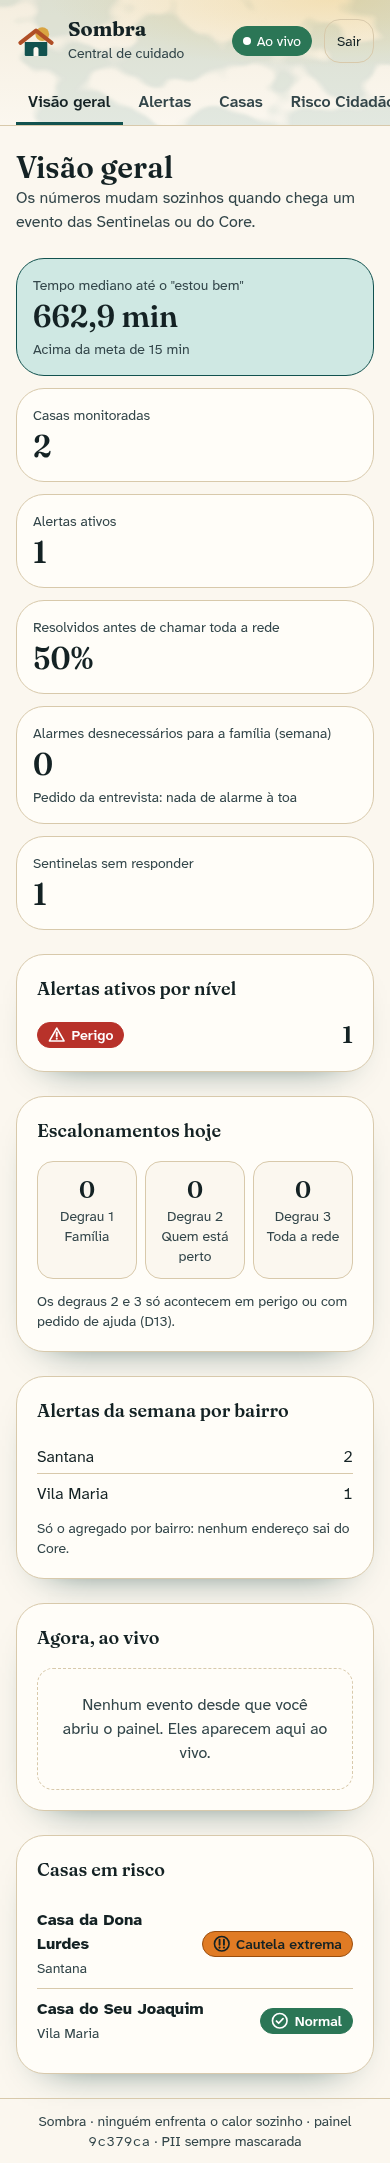 Sombra
Central de cuidado
Ao vivo
Sair
Visão geral
Alertas
Casas
Risco Cidadão
Visão geral
Os números mudam sozinhos quando chega um
evento das Sentinelas ou do Core.
Tempo mediano até o "estou bem"
662,9 min
Acima da meta de 15 min
Casas monitoradas
2
Alertas ativos
1
Resolvidos antes de chamar toda a rede
50%
Alarmes desnecessários para a família (semana)
0
Pedido da entrevista: nada de alarme à toa
Sentinelas sem responder
1
Alertas ativos por nível
Perigo
1
Escalonamentos hoje
0
Degrau 1
Família
0
Degrau 2
Quem está
perto
0
Degrau 3
Toda a rede
Os degraus 2 e 3 só acontecem em perigo ou com
pedido de ajuda (D13).
Alertas da semana por bairro
Santana 2
Vila Maria 1
Só o agregado por bairro: nenhum endereço sai do
Core.
Agora, ao vivo
Nenhum evento desde que você
abriu o painel. Eles aparecem aqui ao
vivo.
Casas em risco
Casa da Dona
Lurdes
Santana
Cautela extrema
Casa do Seu Joaquim
Vila Maria
Normal
Sombra · ninguém enfrenta o calor sozinho · painel
9c379ca · PII sempre mascarada